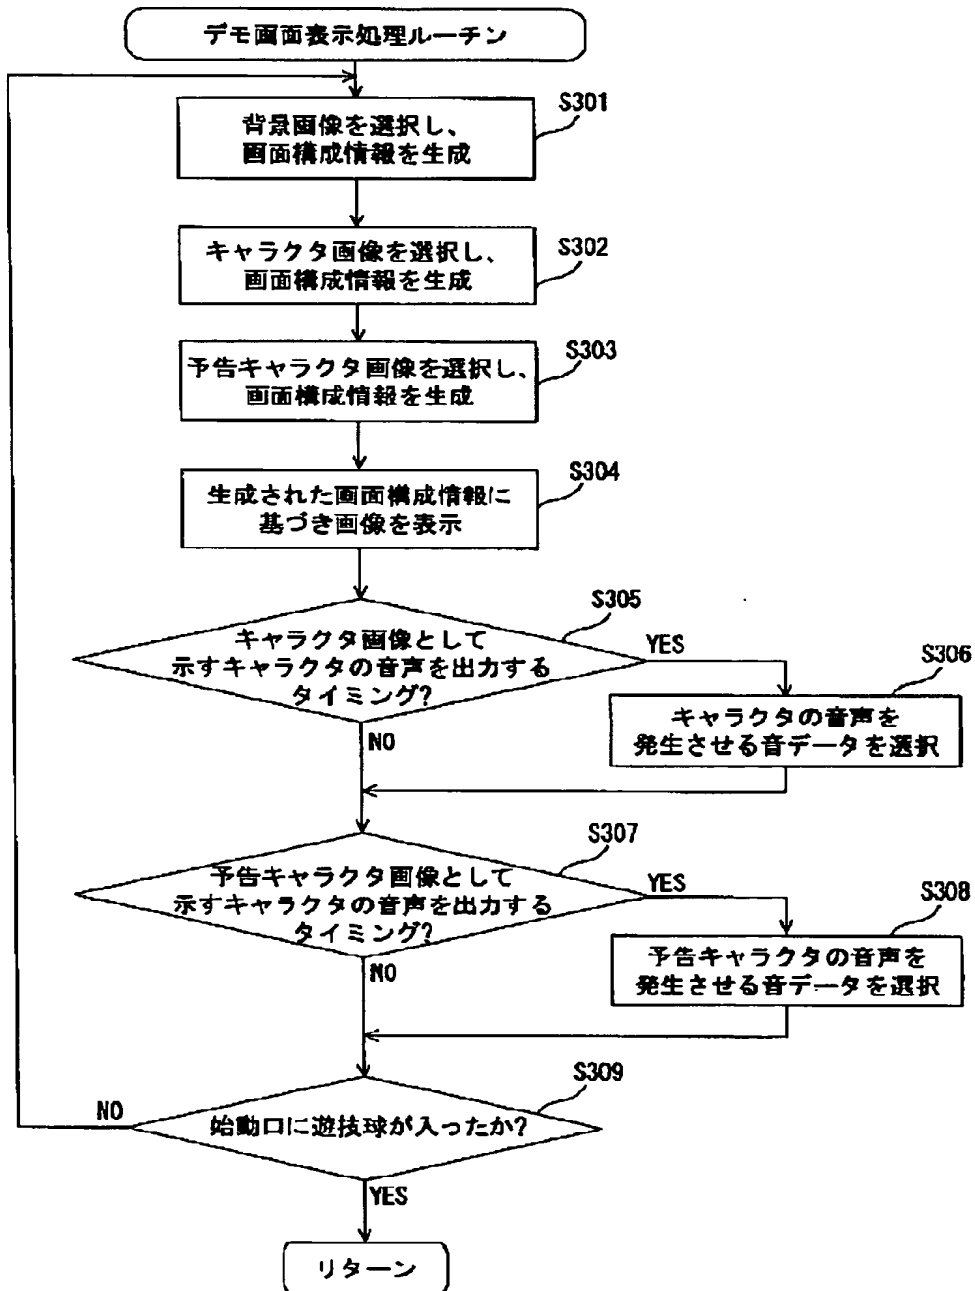 デモ画面表示処理ルーチン
S301
背景画像を選択し、
画面構成情報を生成
S302
キャラクタ画像を選択し、
画面構成情報を生成
S303
予告キャラクタ画像を選択し、
画面構成情報を生成
S304
生成された画面構成情報に
基づき画像を表示
S305
キャラクタ画像として
示すキャラクタの音声を出力する
タイミング?
YES
S306
キャラクタの音声を
発生させる音データを選択
NO
S307
予告キャラクタ画像として
示すキャラクタの音声を出力する
タイミング?
YES
S308
予告キャラクタの音声を
発生させる音データを選択
NO
S309
始動口に遊技球が入ったか?
NO
YES
リターン